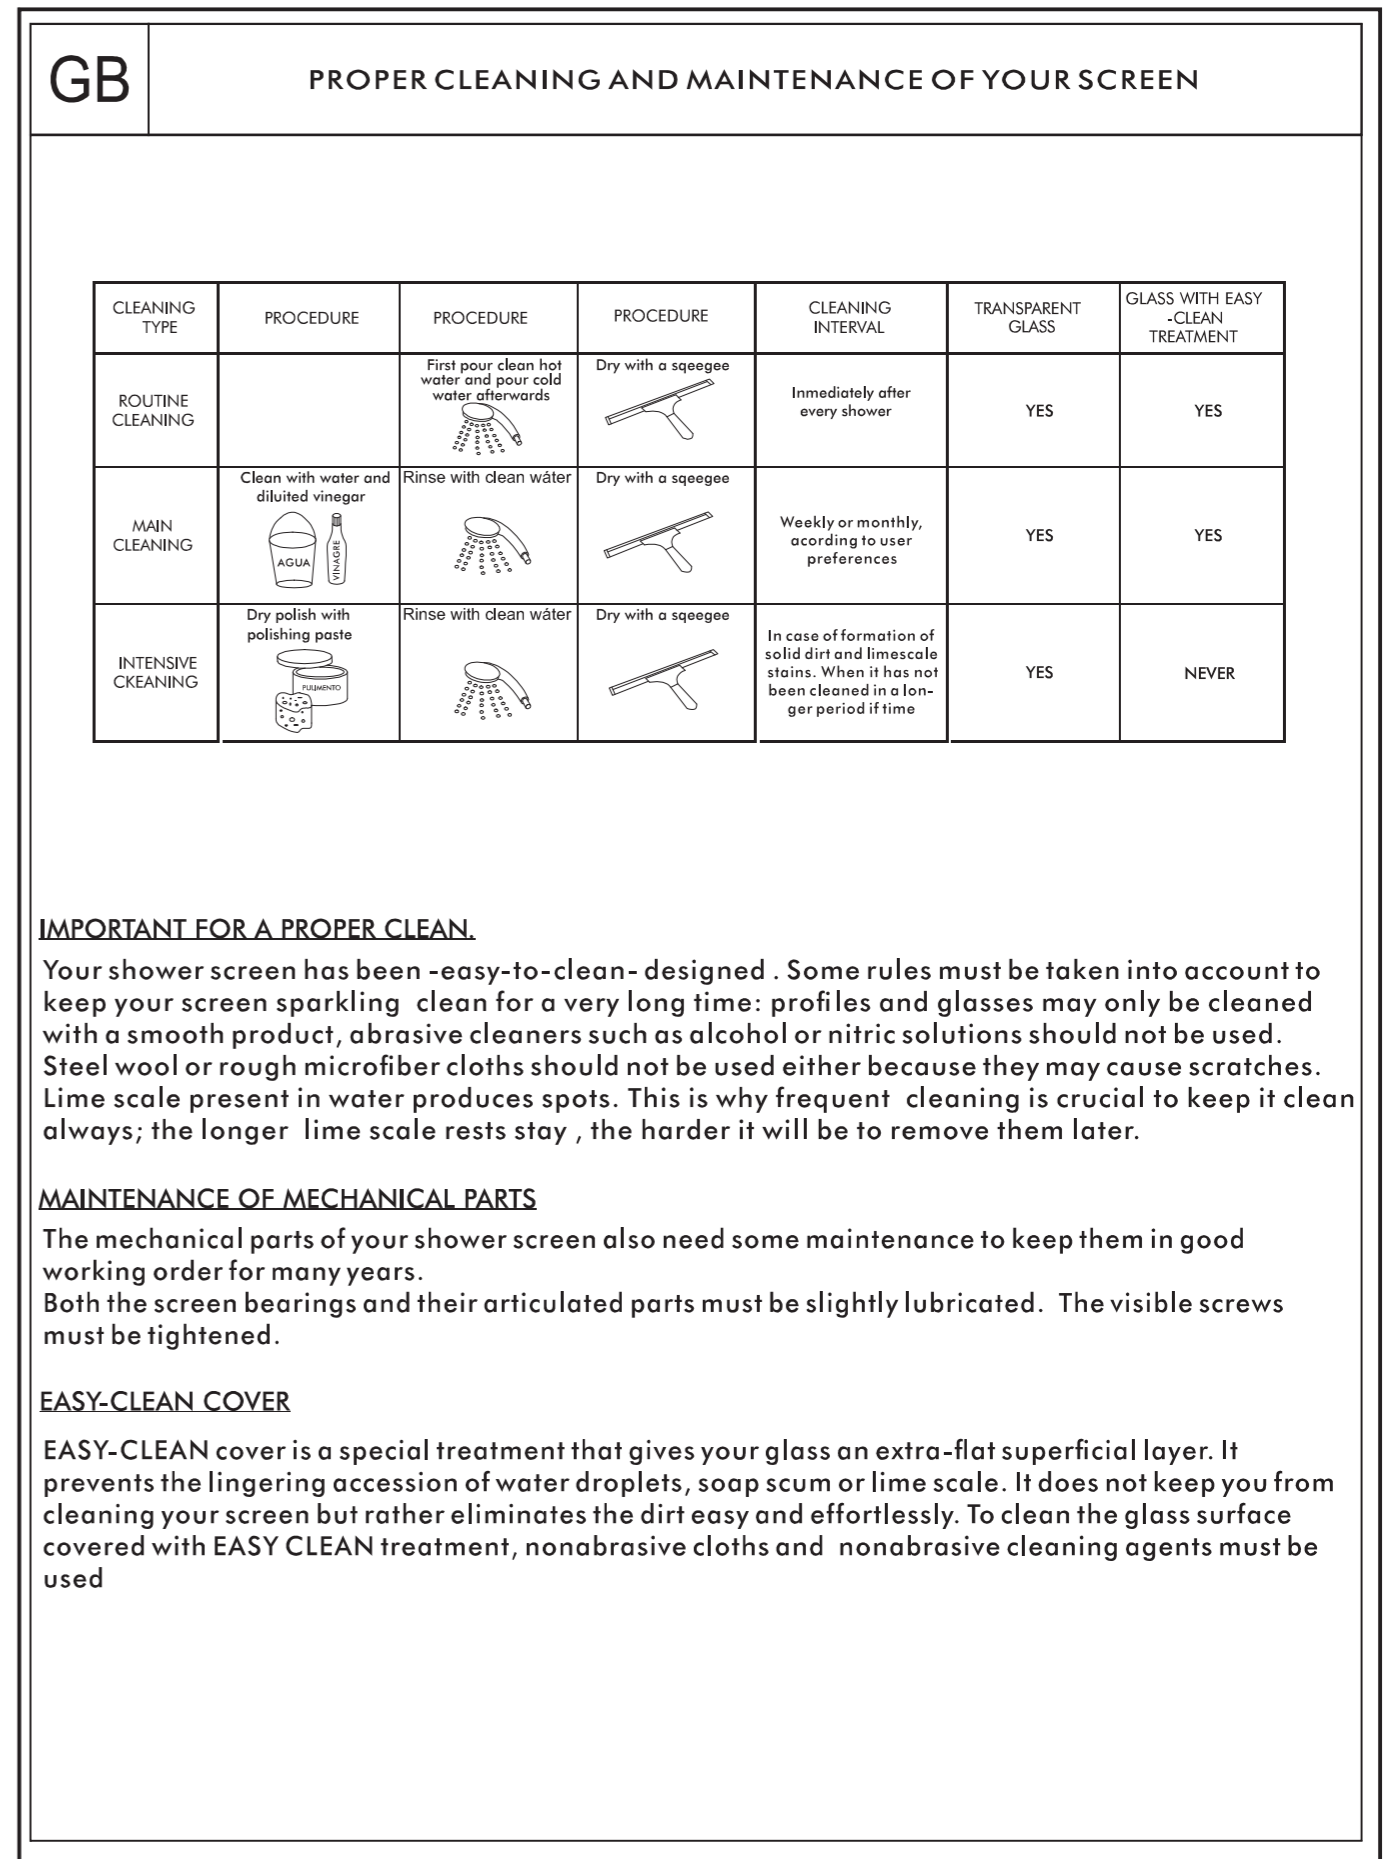 GB
PROPER CLEANING AND MAINTENANCE OF YOUR SCREEN
CLEANING
TYPE
PROCEDURE
PROCEDURE
PROCEDURE
CLEANING
INTERVAL
TRANSPARENT
GLASS
GLASS WITH EASY
-CLEAN
TREATMENT
ROUTINE
CLEANING
First pour clean hot
water and pour cold
water afterwards
Dry with a sqeegee
Inmediately after
every shower
YES
YES
MAIN
CLEANING
Clean with water and
diluited vinegar
AGUA
VINAGRE
Rinse with clean wáter
Dry with a sqeegee
Weekly or monthly,
acording to user
preferences
YES
YES
INTENSIVE
CKEANING
Dry polish with
polishing paste
PULIMENTO
Rinse with clean wáter
Dry with a sqeegee
In case of formation of
solid dirt and limescale
stains. When it has not
been cleaned in a lon-
ger period if time
YES
NEVER
IMPORTANT FOR A PROPER CLEAN.
Your shower screen has been -easy-to-clean- designed . Some rules must be taken into account to
keep your screen sparkling clean for a very long time: profiles and glasses may only be cleaned
with a smooth product, abrasive cleaners such as alcohol or nitric solutions should not be used.
Steel wool or rough microfiber cloths should not be used either because they may cause scratches.
Lime scale present in water produces spots. This is why frequent cleaning is crucial to keep it clean
always; the longer lime scale rests stay , the harder it will be to remove them later.
MAINTENANCE OF MECHANICAL PARTS
The mechanical parts of your shower screen also need some maintenance to keep them in good
working order for many years.
Both the screen bearings and their articulated parts must be slightly lubricated. The visible screws
must be tightened.
EASY-CLEAN COVER
EASY-CLEAN cover is a special treatment that gives your glass an extra-flat superficial layer. It
prevents the lingering accession of water droplets, soap scum or lime scale. It does not keep you from
cleaning your screen but rather eliminates the dirt easy and effortlessly. To clean the glass surface
covered with EASY CLEAN treatment, nonabrasive cloths and nonabrasive cleaning agents must be
used